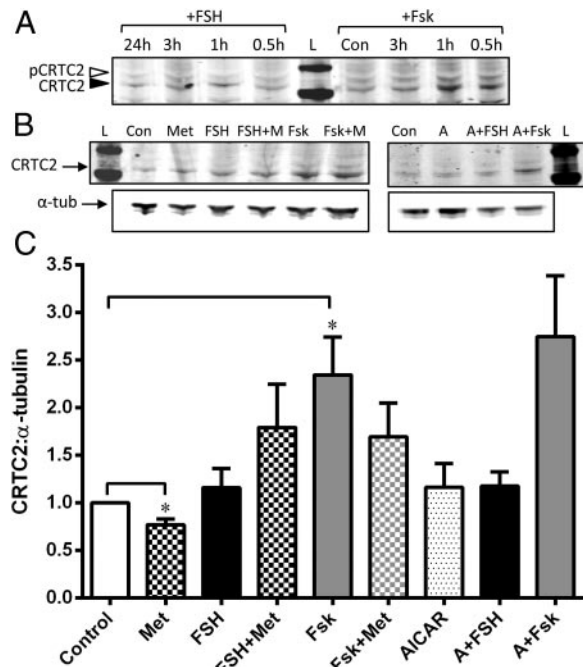 A
+FSH +Fsk
24h 3h 1h 0.5h L Con 3h 1h 0.5h
pCRTC2
CRTC2
B
L Con Met FSH FSH+M Fsk Fsk+M Con A A+FSH A+Fsk L
CRTC2
α-tub
C
CRTC2:α-tubulin
3.5
3.0
2.5
2.0
1.5
1.0
0.5
0.0
* *
Control Met FSH FSH+Met Fsk Fsk+Met AICAR A+FSH A+Fsk